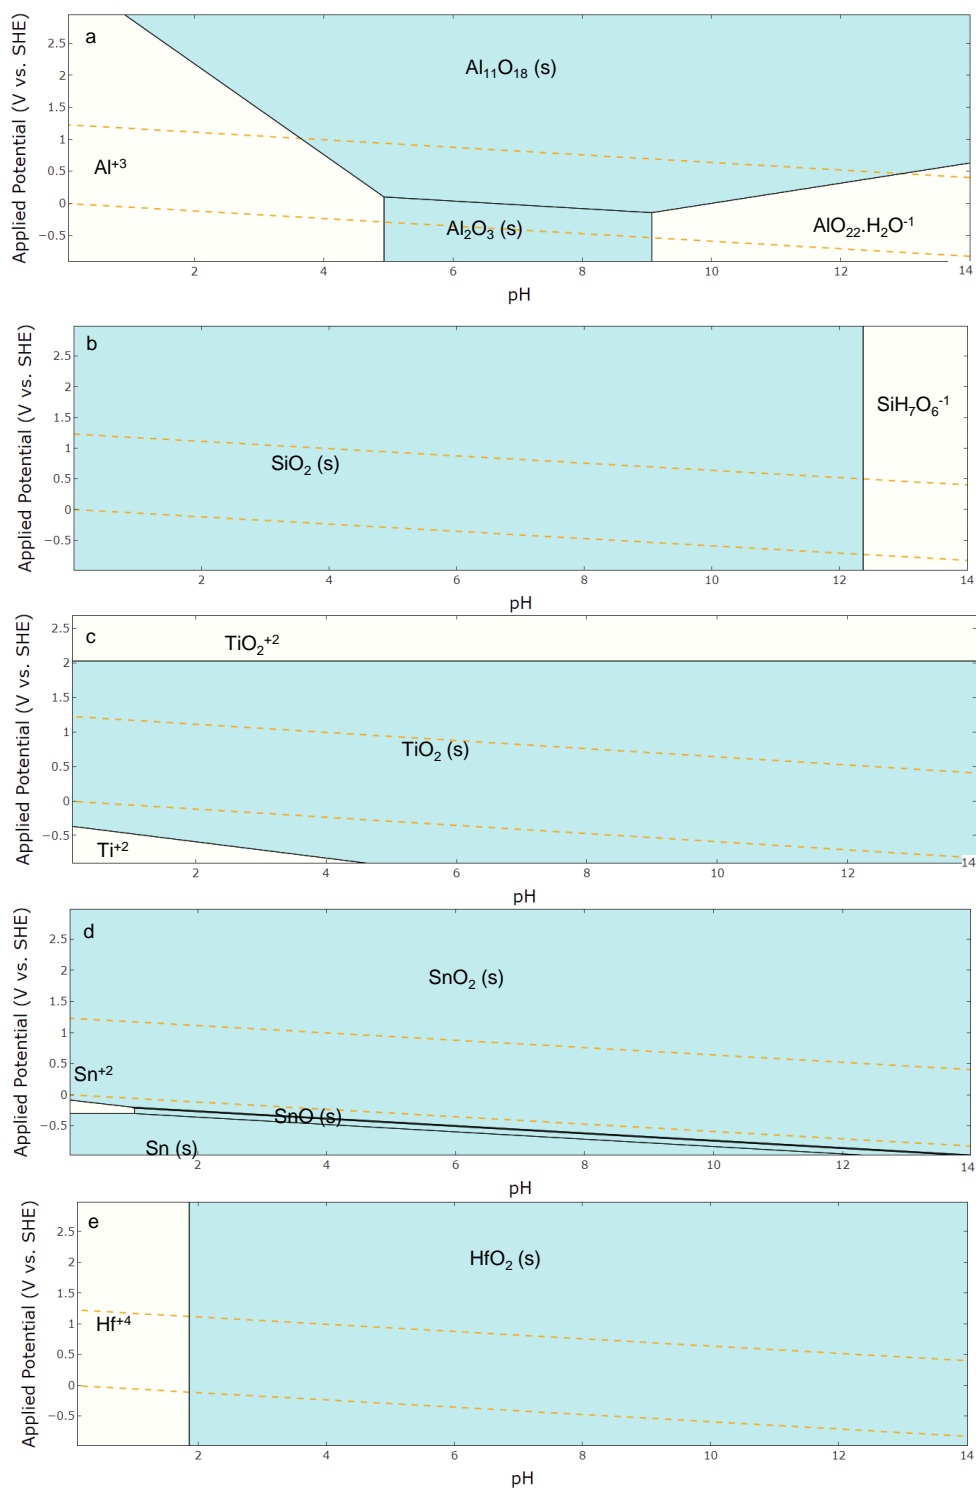 a
Applied Potential (V vs. SHE)
2.5
2
1.5
1
0.5
0
−0.5
Al₁₁O₁₈ (s)
Al⁺³
Al₂O₃ (s)
AlO₂₂.H₂O⁻¹
2 4 6 8 10 12 14
pH
b
Applied Potential (V vs. SHE)
2.5
2
1.5
1
0.5
0
−0.5
SiH₇O₆⁻¹
SiO₂ (s)
2 4 6 8 10 12 14
pH
c
Applied Potential (V vs. SHE)
2.5
2
1.5
1
0.5
0
−0.5
TiO₂⁺²
TiO₂ (s)
Ti⁺²
2 4 6 8 10 12 14
pH
d
Applied Potential (V vs. SHE)
2.5
2
1.5
1
0.5
0
−0.5
SnO₂ (s)
Sn⁺²
SnO (s)
Sn (s)
2 4 6 8 10 12 14
pH
e
Applied Potential (V vs. SHE)
2.5
2
1.5
1
0.5
0
−0.5
HfO₂ (s)
Hf⁺⁴
2 4 6 8 10 12 14
pH